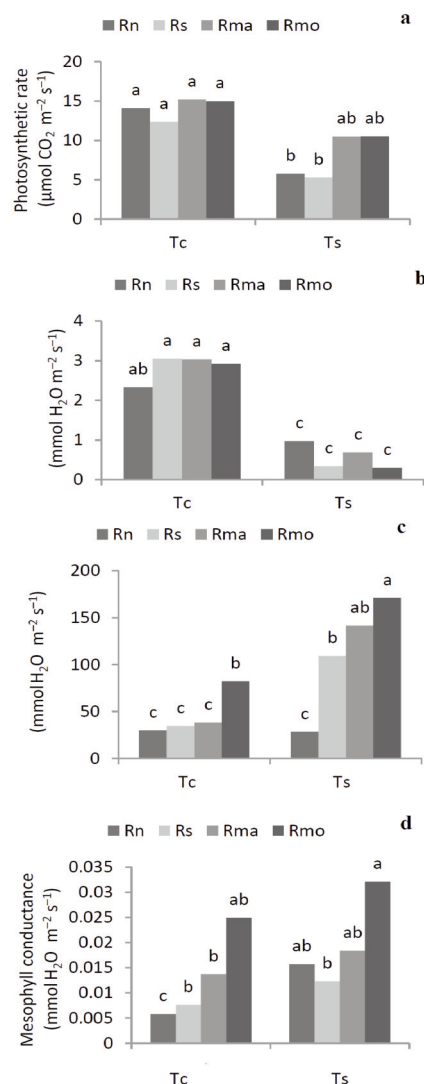 a
Rn Rs Rma Rmo
Photosynthetic rate
(µmol CO₂ m⁻² s⁻¹)
20
15
10
5
0
a a a a
b b ab ab
Tc Ts
b
Rn Rs Rma Rmo
(mmol H₂O m⁻² s⁻¹)
4
3
2
1
0
ab a a a
c c c c
Tc Ts
c
Rn Rs Rma Rmo
(mmol H₂O m⁻² s⁻¹)
200
150
100
50
0
c c c b
c b ab a
Tc Ts
d
Rn Rs Rma Rmo
Mesophyll conductance
(mmol H₂O m⁻² s⁻¹)
0.035
0.03
0.025
0.02
0.015
0.01
0.005
0
c b b ab
ab b ab a
Tc Ts